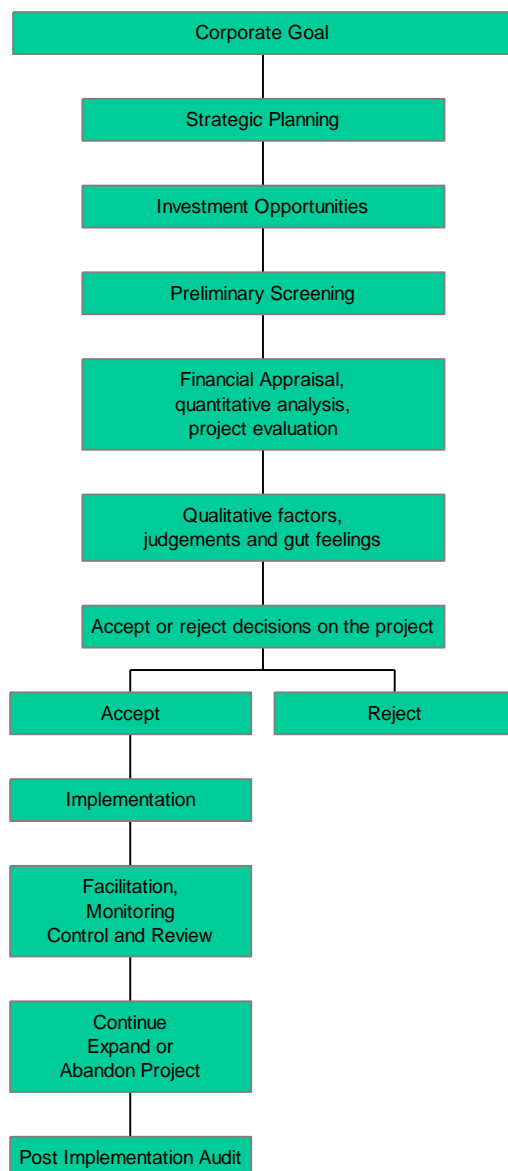 Corporate Goal
Strategic Planning
Investment Opportunities
Preliminary Screening
Financial Appraisal,
quantitative analysis,
project evaluation
Qualitative factors,
judgements and gut feelings
Accept or reject decisions on the project
Accept
Reject
Implementation
Facilitation,
Monitoring
Control and Review
Continue
Expand or
Abandon Project
Post Implementation Audit